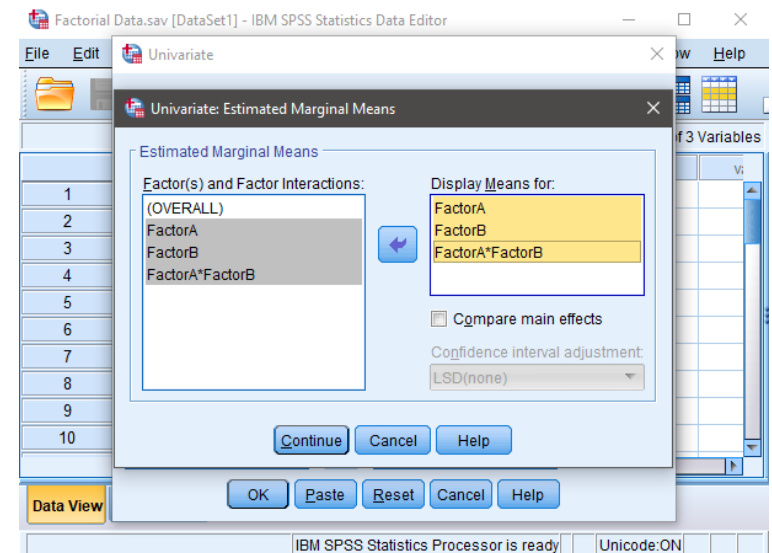 Factorial Data.sav [DataSet1] - IBM SPSS Statistics Data Editor
File Edit
Univariate
Help
Univariate: Estimated Marginal Means
of 3 Variables
Estimated Marginal Means
Factor(s) and Factor Interactions:
Display Means for:
(OVERALL)
FactorA
FactorB
FactorA*FactorB
FactorA
FactorB
FactorA*FactorB
1
2
3
4
5
6
7
8
9
10
Compare main effects
Confidence interval adjustment:
LSD(none)
Continue Cancel Help
OK Paste Reset Cancel Help
Data View
IBM SPSS Statistics Processor is ready Unicode:ON